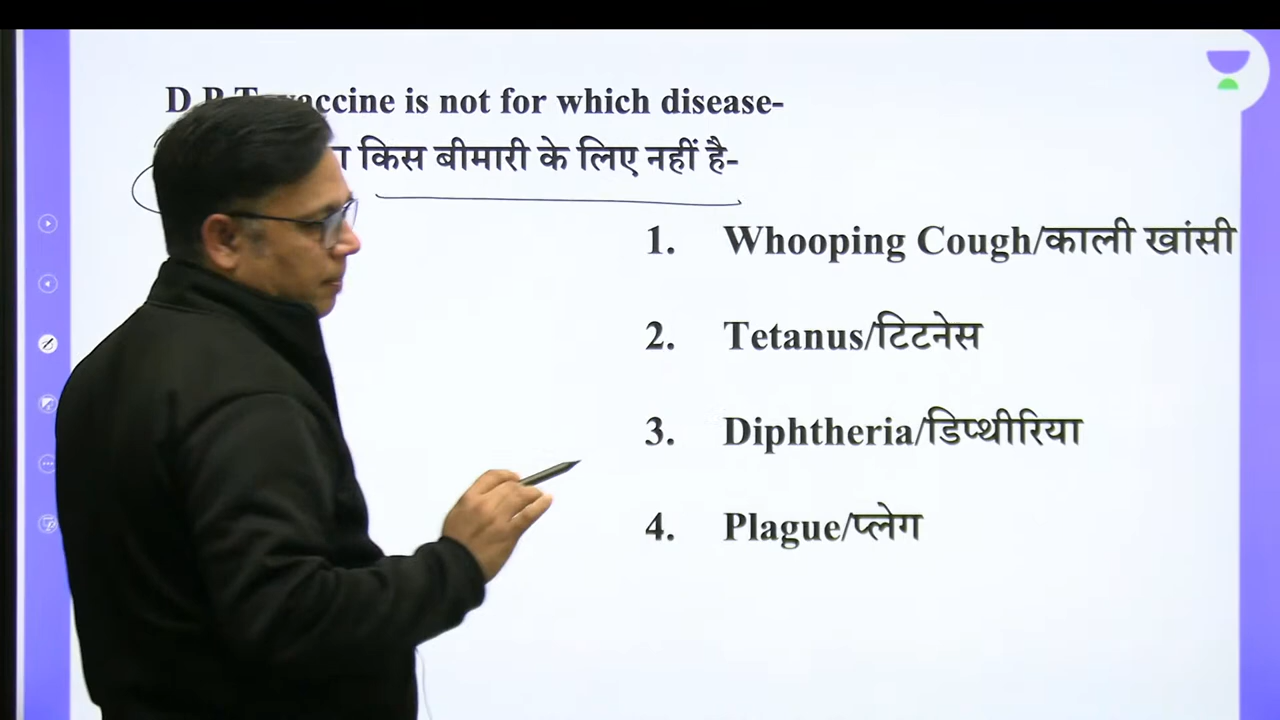 vaccine is not for which disease-
किस बीमारी के लिए नहीं है-
1. Whooping Cough/काली खांसी
2. Tetanus/टिटनेस
3. Diphtheria/डिप्थीरिया
4. Plague/प्लेग